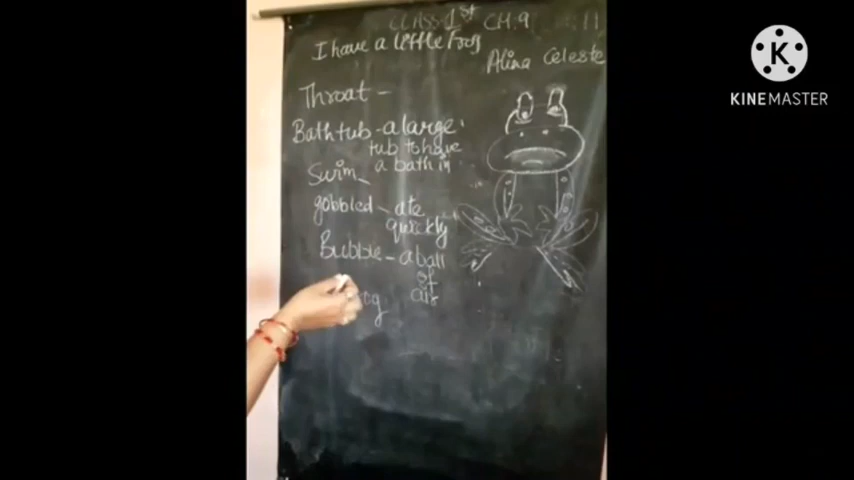 CLASS 1st CH:9 11
I have a little frog
Alina Celeste
Throat -
Bathtub - a large
tub to have
a bath in
Swim -
gobbled - ate
quickly
Bubble - a ball
of
air
KINEMASTER